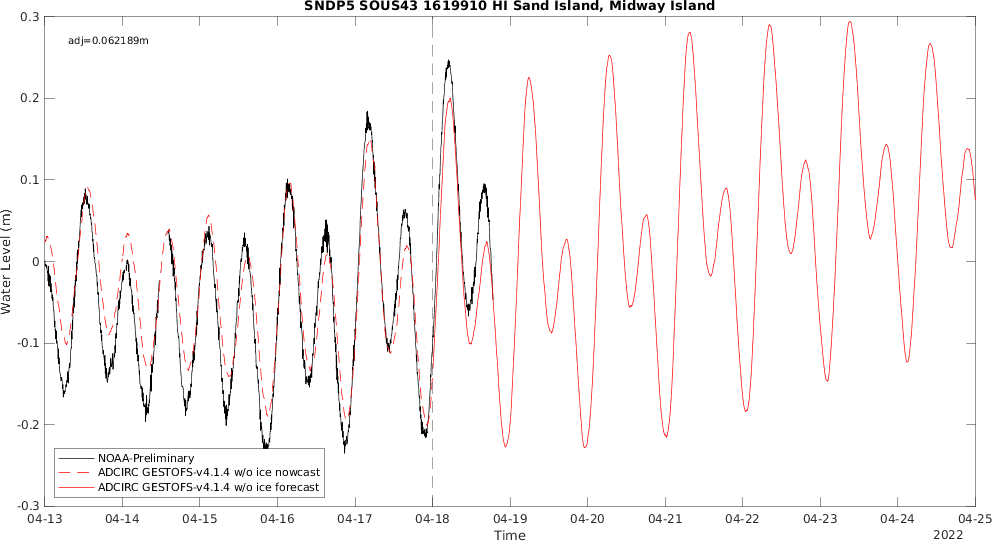 SNDP5 SOUS43 1619910 HI Sand Island, Midway Island
adj=0.062189m
0.3
0.2
0.1
0
-0.1
-0.2
-0.3
Water Level (m)
NOAA-Preliminary
ADCIRC GESTOFS-v4.1.4 w/o ice nowcast
ADCIRC GESTOFS-v4.1.4 w/o ice forecast
04-13 04-14 04-15 04-16 04-17 04-18 04-19 04-20 04-21 04-22 04-23 04-24 04-25
Time
2022